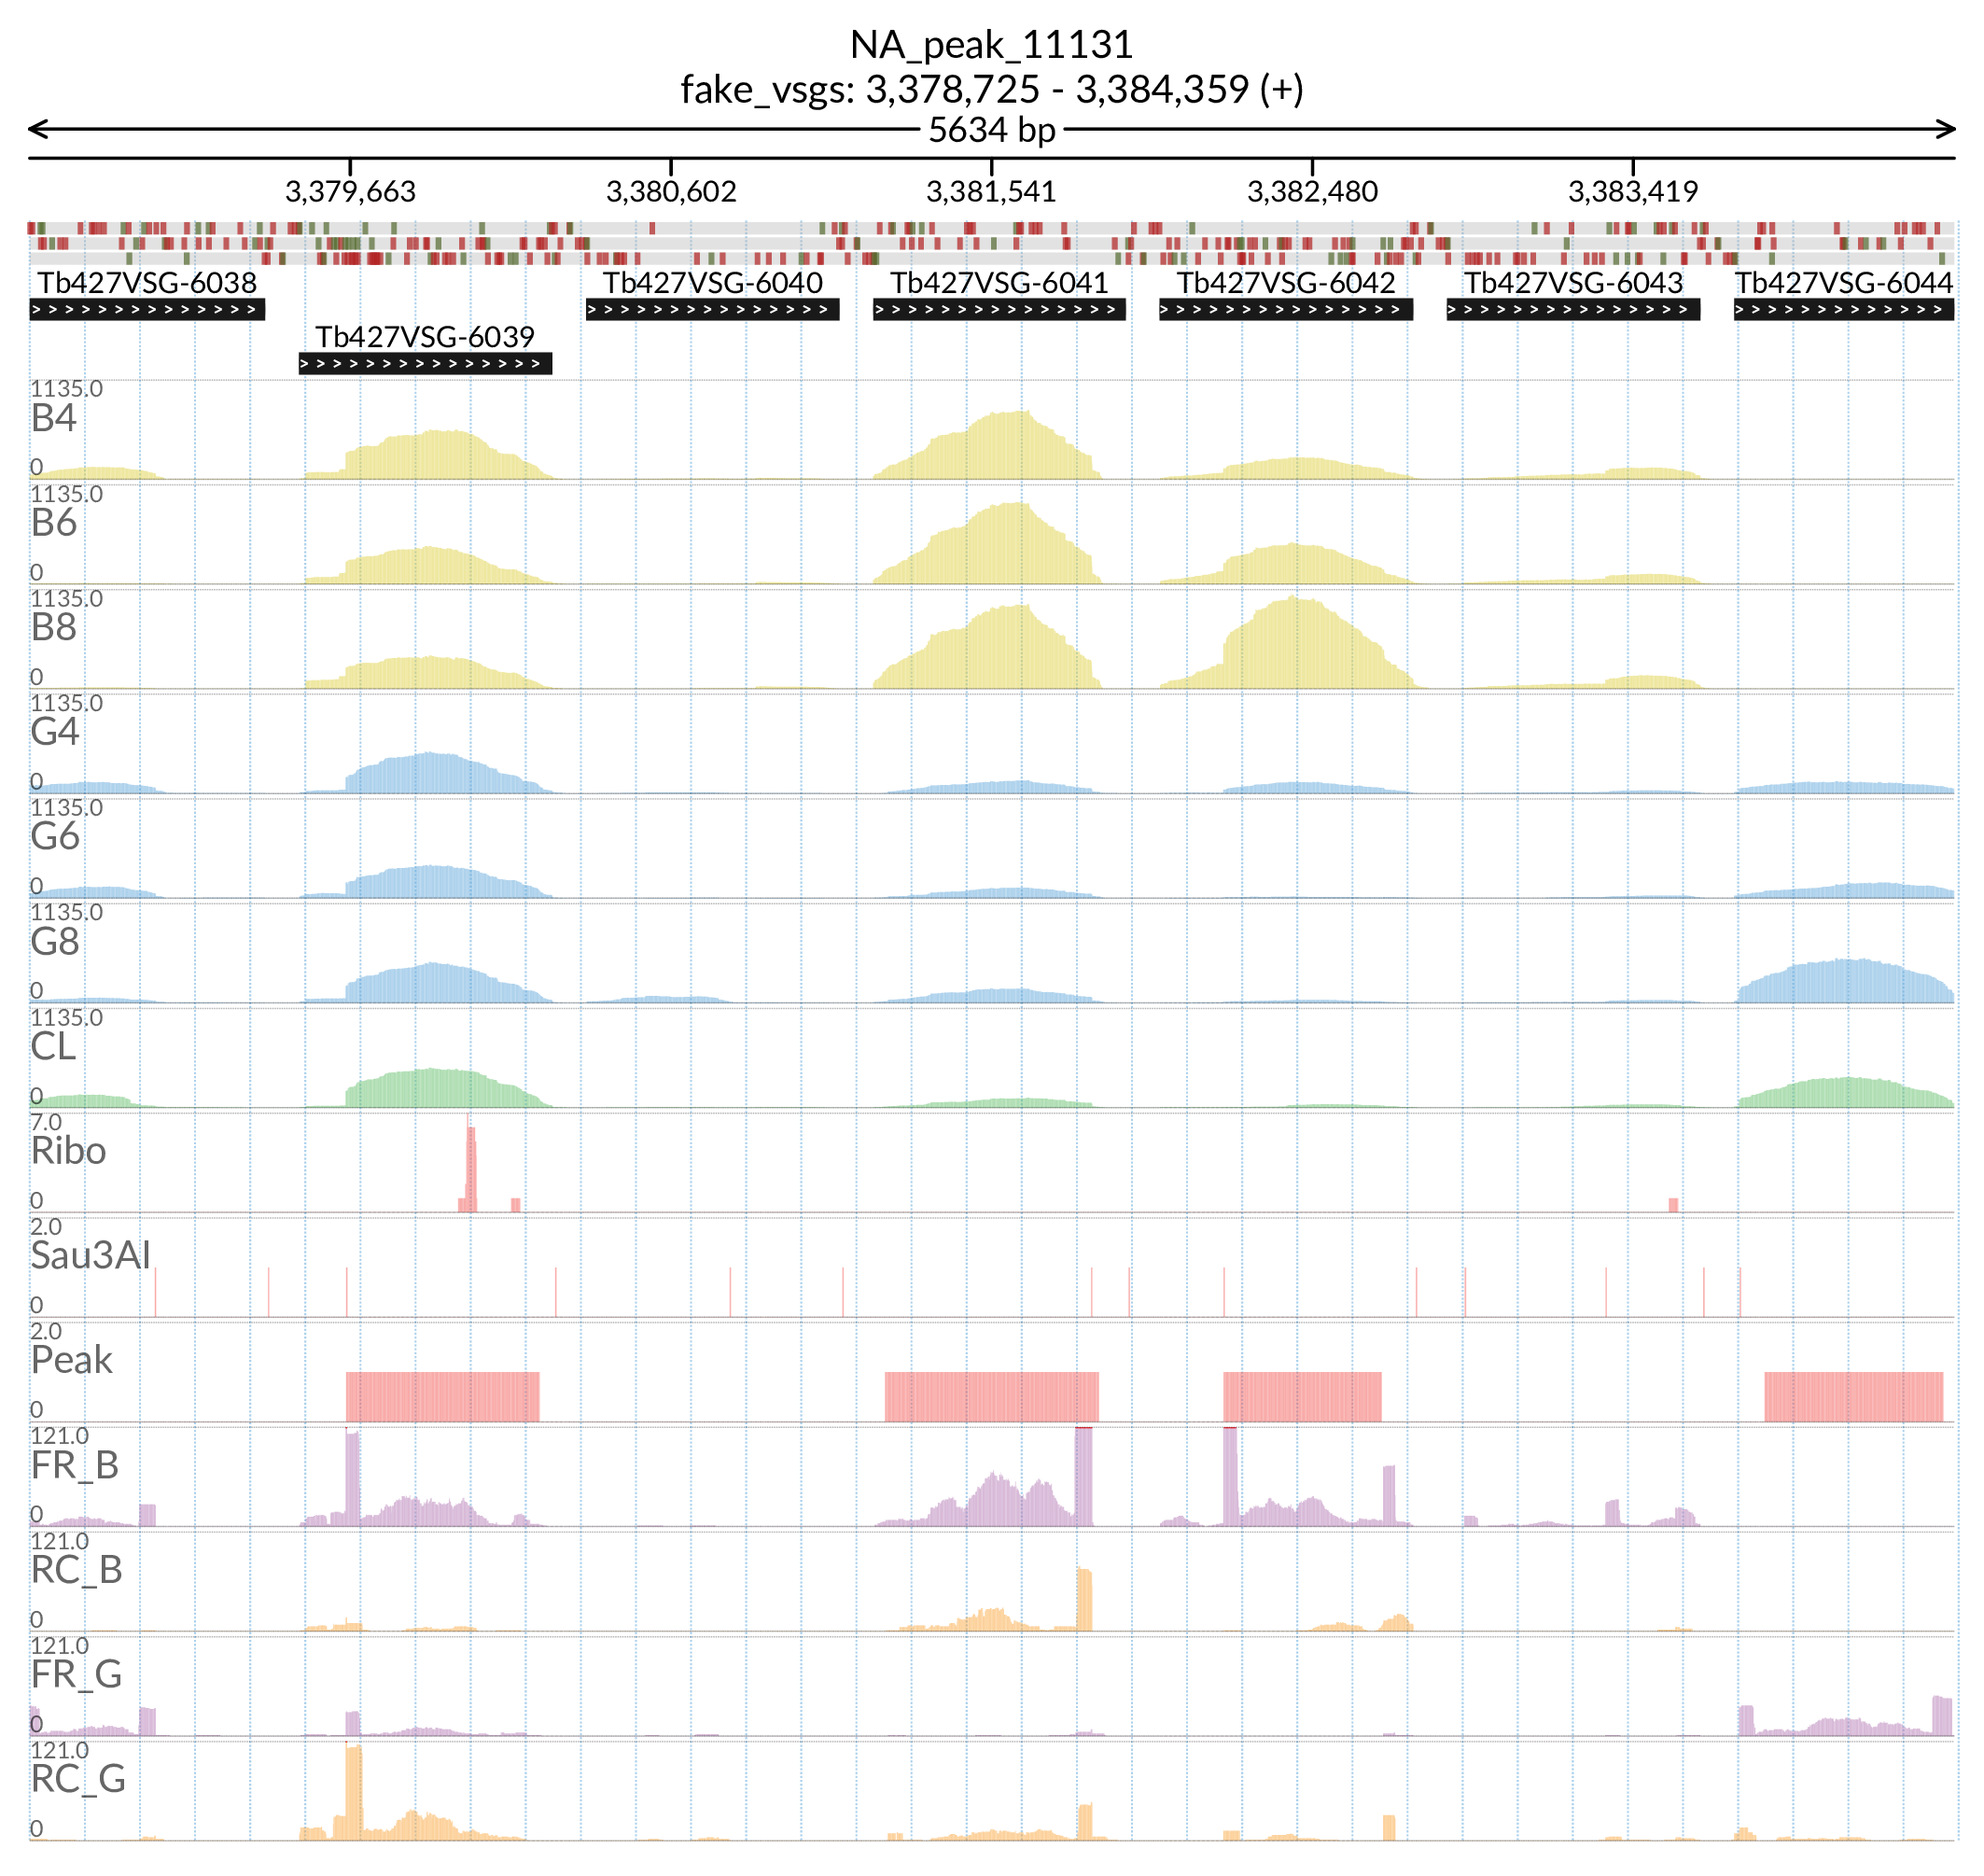 NA_peak_11131
fake_vsgs: 3,378,725 - 3,384,359 (+)
5634 bp
3,379,663 3,380,602 3,381,541 3,382,480 3,383,419
Tb427VSG-6038 Tb427VSG-6040 Tb427VSG-6041 Tb427VSG-6042 Tb427VSG-6043 Tb427VSG-6044
Tb427VSG-6039
1135.0
B4
0
1135.0
B6
0
1135.0
B8
0
1135.0
G4
0
1135.0
G6
0
1135.0
G8
0
1135.0
CL
0
7.0
Ribo
0
2.0
Sau3AI
0
2.0
Peak
0
121.0
FR_B
0
121.0
RC_B
0
121.0
FR_G
0
121.0
RC_G
0